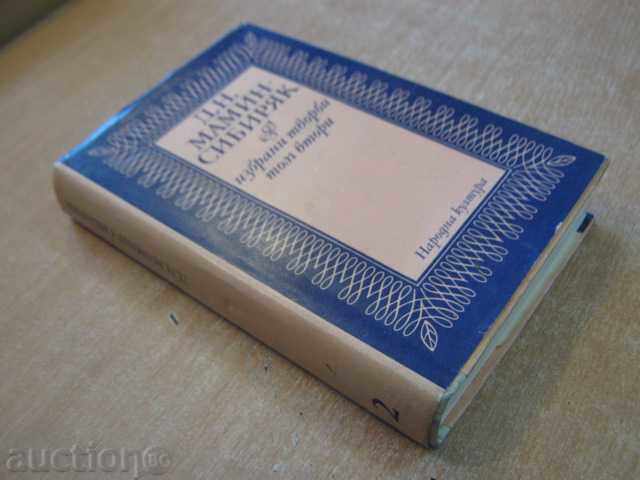 Д.Н.
МАМИН
СИБИРЯК
избрани творби
том втори
Народна култура
2
auction BG